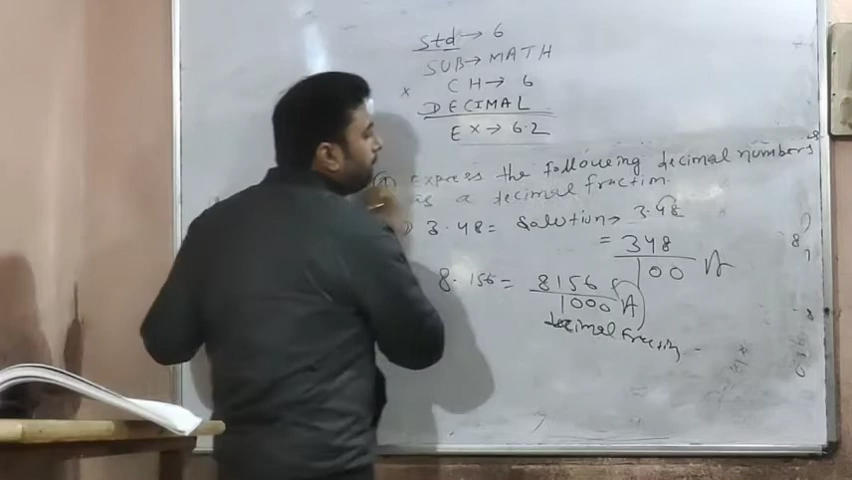 Std → 6
SUB → MATH
CH → 6
DECIMAL
EX → 6.2
Express the following decimal numbers
as a decimal fraction.
3.48 = Solution → 3.48
= 348/100 A
8.156 = 8156/1000 A
decimal fraction